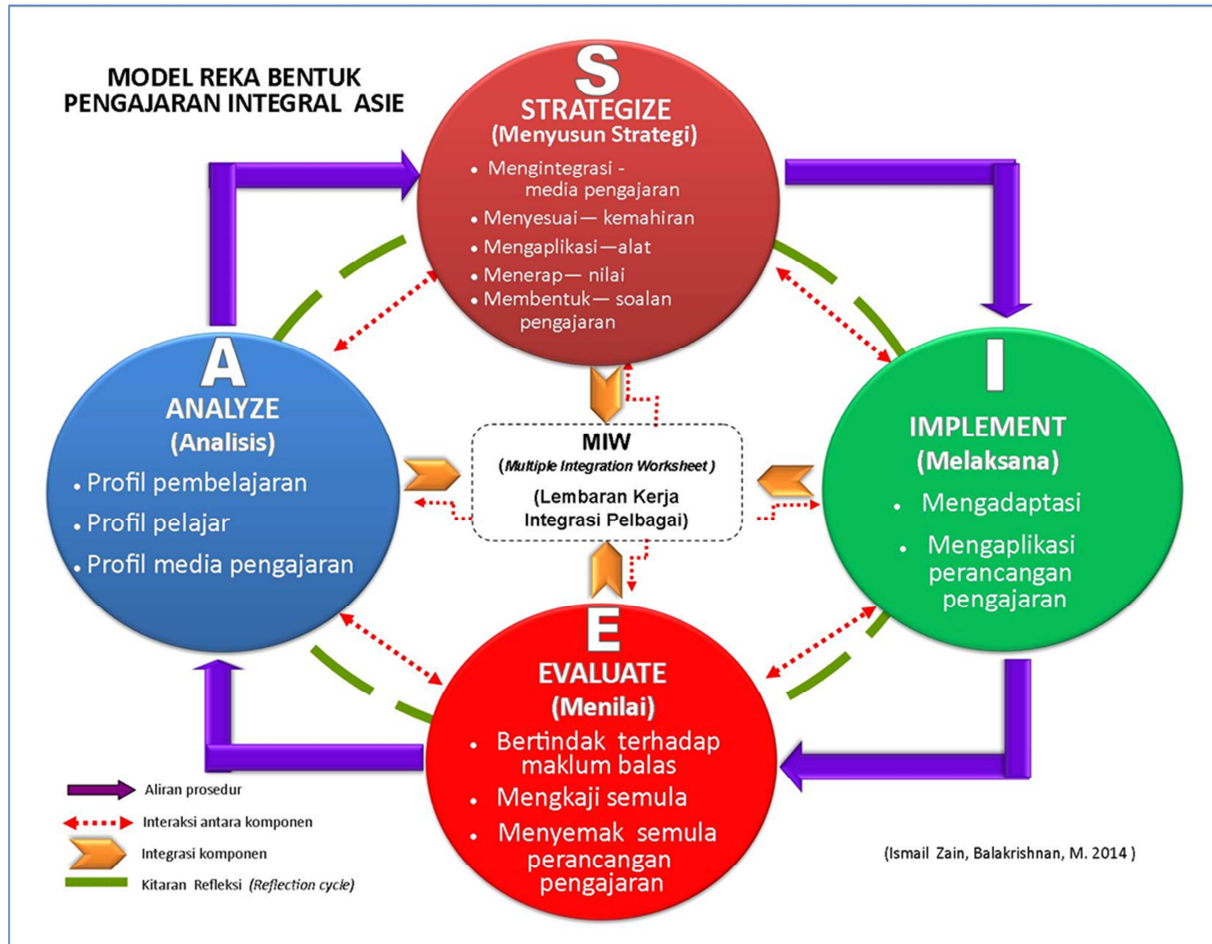 MODEL REKA BENTUK
PENGAJARAN INTEGRAL ASIE
S
STRATEGIZE
(Menyusun Strategi)
• Mengintegrasi -
media pengajaran
• Menyesuai— kemahiran
• Mengaplikasi—alat
• Menerap— nilai
• Membentuk— soalan
pengajaran
A
ANALYZE
(Analisis)
• Profil pembelajaran
• Profil pelajar
• Profil media pengajaran
MIW
(Multiple Integration Worksheet)
(Lembaran Kerja
Integrasi Pelbagai)
I
IMPLEMENT
(Melaksana)
• Mengadaptasi
• Mengaplikasi
perancangan
pengajaran
E
EVALUATE
(Menilai)
• Bertindak terhadap
maklum balas
• Mengkaji semula
• Menyemak semula
perancangan
pengajaran
Aliran prosedur
Interaksi antara komponen
Integrasi komponen
Kitaran Refleksi (Reflection cycle)
(Ismail Zain, Balakrishnan, M. 2014 )